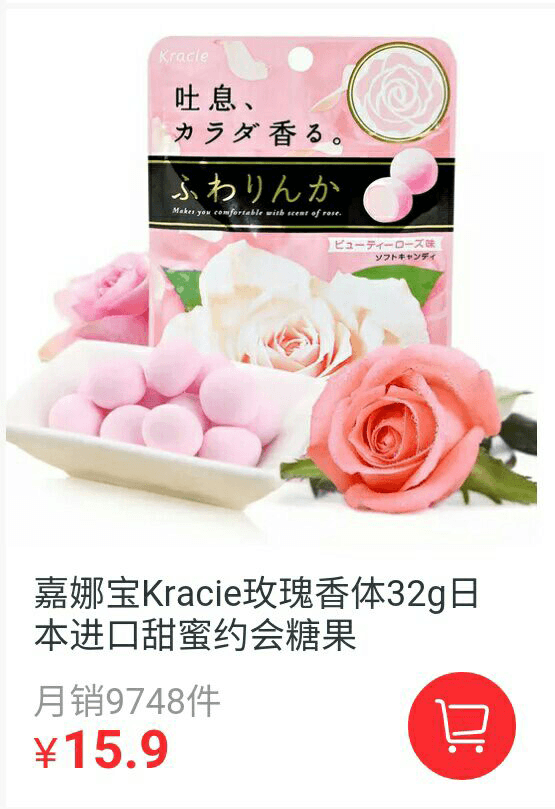 Kracie
吐息、
カラダ香る。
ふわりんか
Makes you comfortable with scent of rose.
ビューティーローズ味
ソフトキャンディ
嘉娜宝Kracie玫瑰香体32g日
本进口甜蜜约会糖果
月销9748件
¥15.9